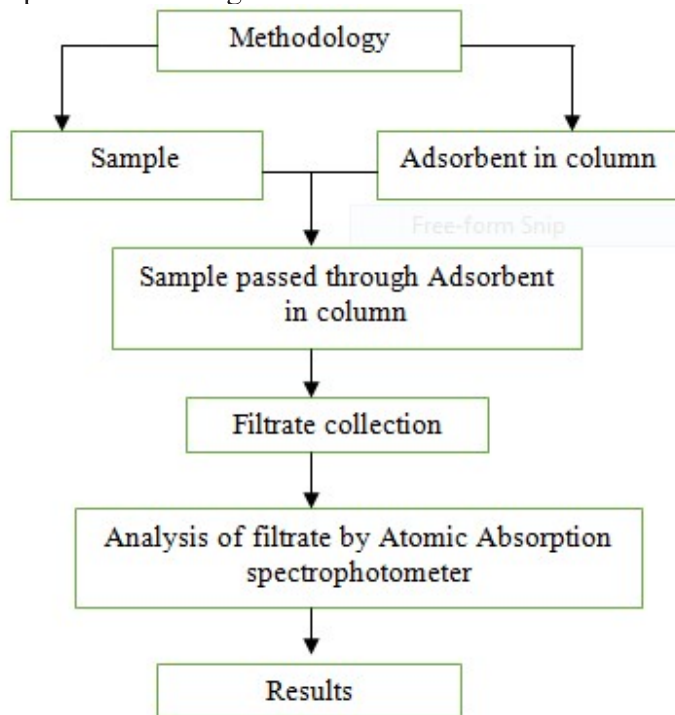 Methodology
Sample
Adsorbent in column
Free-form Snip
Sample passed through Adsorbent
in column
Filtrate collection
Analysis of filtrate by Atomic Absorption
spectrophotometer
Results